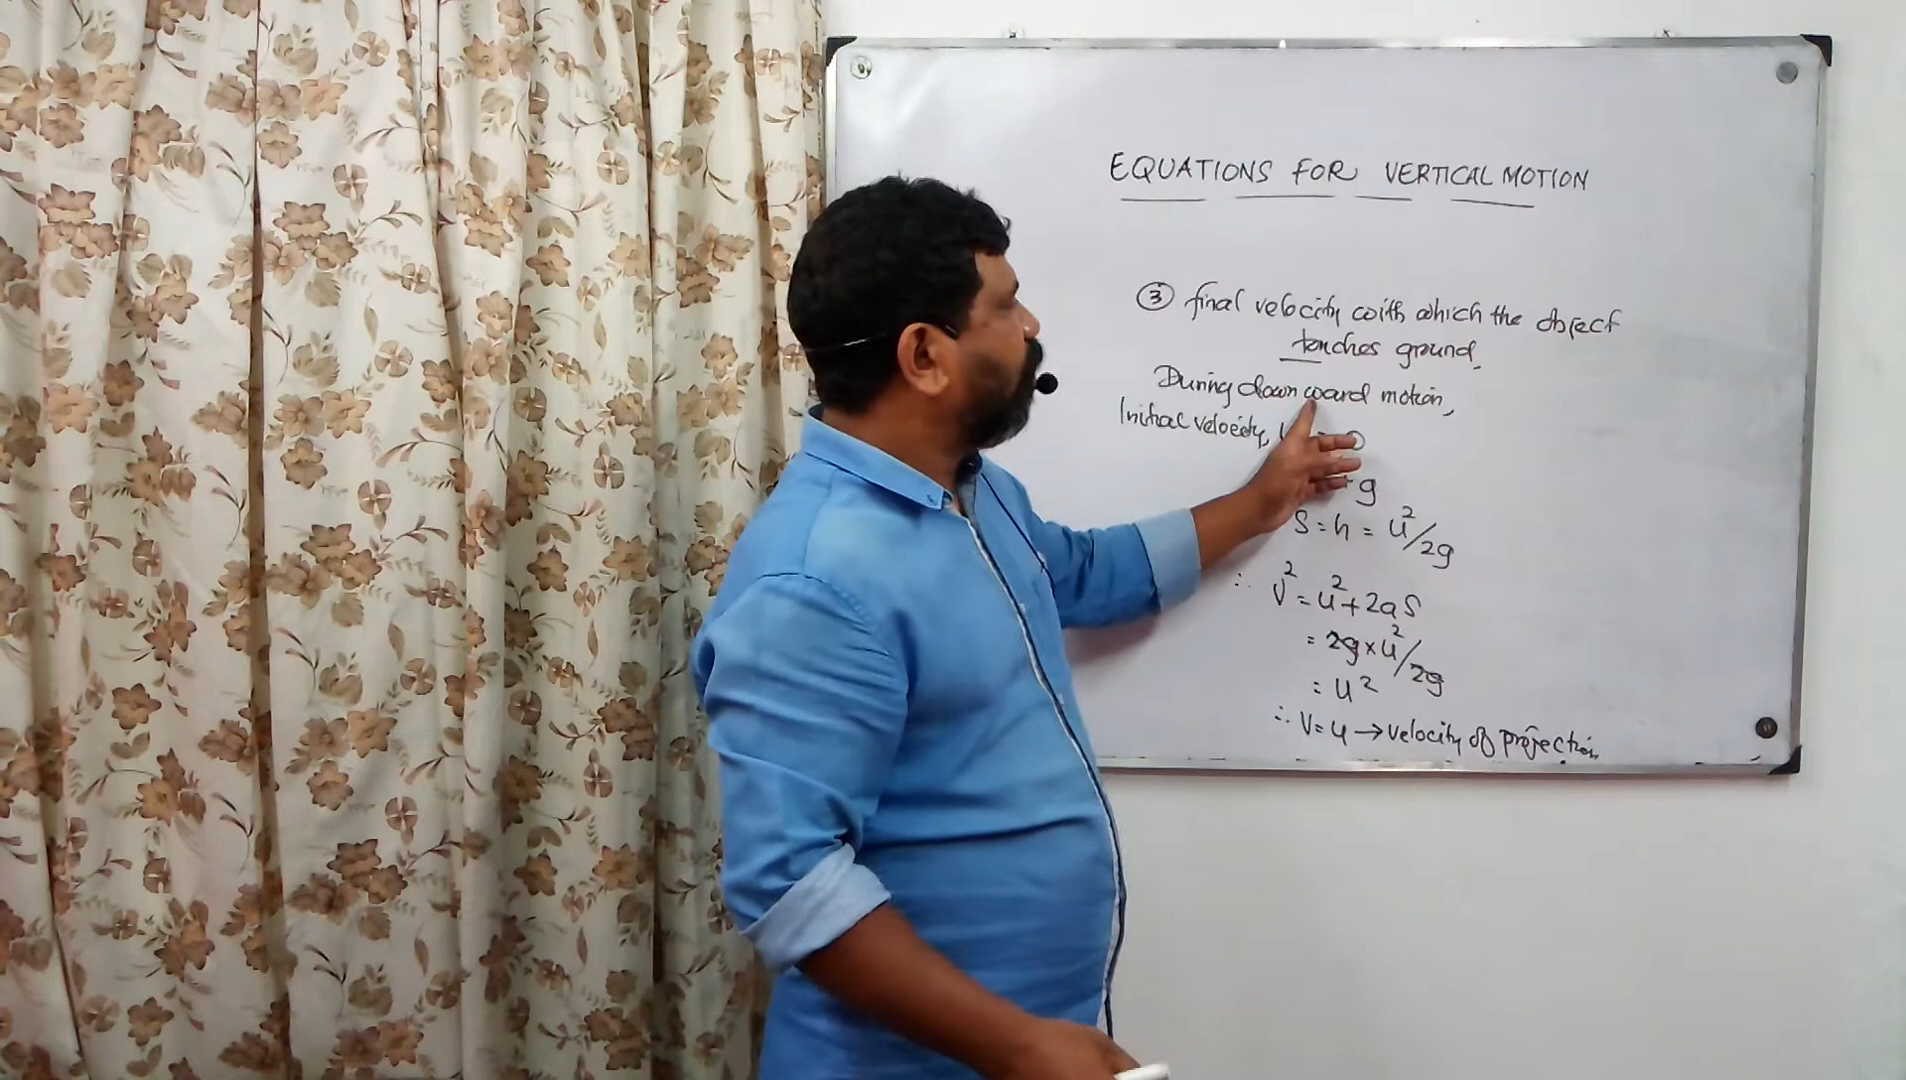 EQUATIONS FOR VERTICAL MOTION
③ final velocity with which the object
touches ground,
During downward motion,
Initial velocity,
g
S = h = u²/2g
∴ V² = u² + 2aS
= 2g × u²/2g
= u²
∴ V = u → velocity of projection